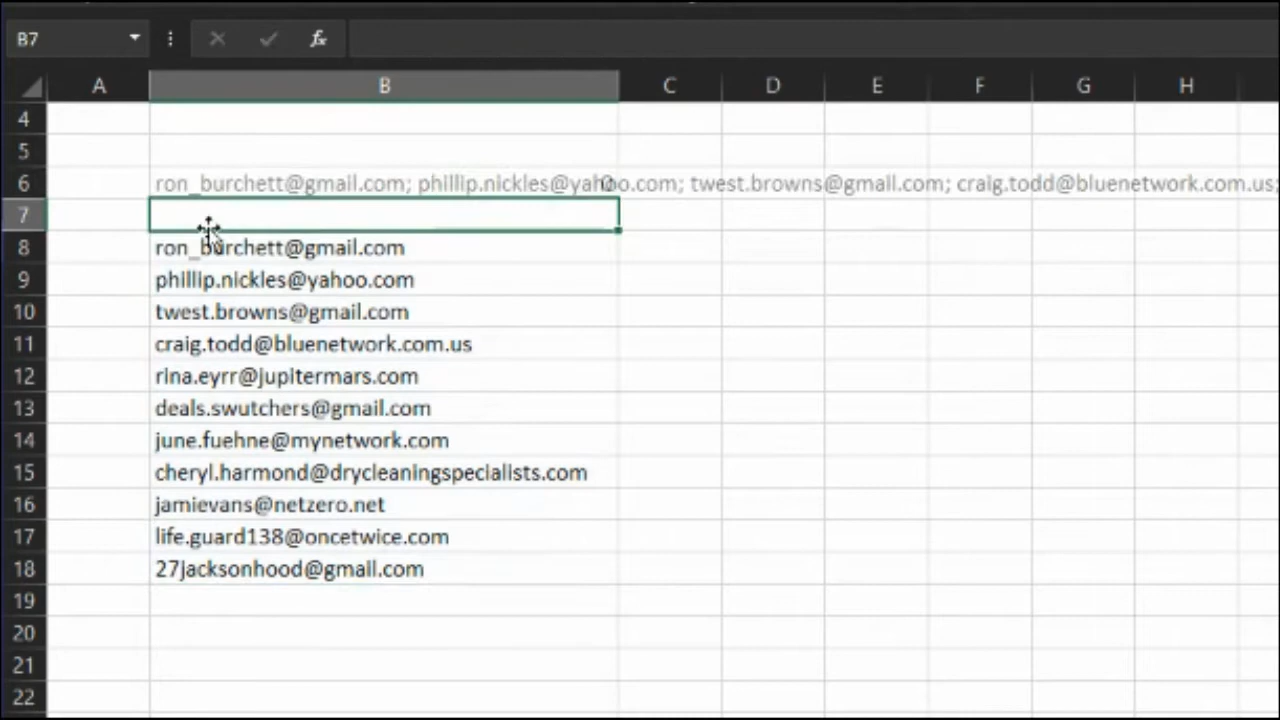 B7
fx
A B C D E F G H
4
5
6 ron_burchett@gmail.com; phillip.nickles@yahoo.com; twest.browns@gmail.com; craig.todd@bluenetwork.com.us;
7
8 ron_burchett@gmail.com
9 phillip.nickles@yahoo.com
10 twest.browns@gmail.com
11 craig.todd@bluenetwork.com.us
12 rina.eyrr@jupitermars.com
13 deals.swutchers@gmail.com
14 june.fuehne@mynetwork.com
15 cheryl.harmond@drycleaningspecialists.com
16 jamievans@netzero.net
17 life.guard138@oncetwice.com
18 27jacksonhood@gmail.com
19
20
21
22